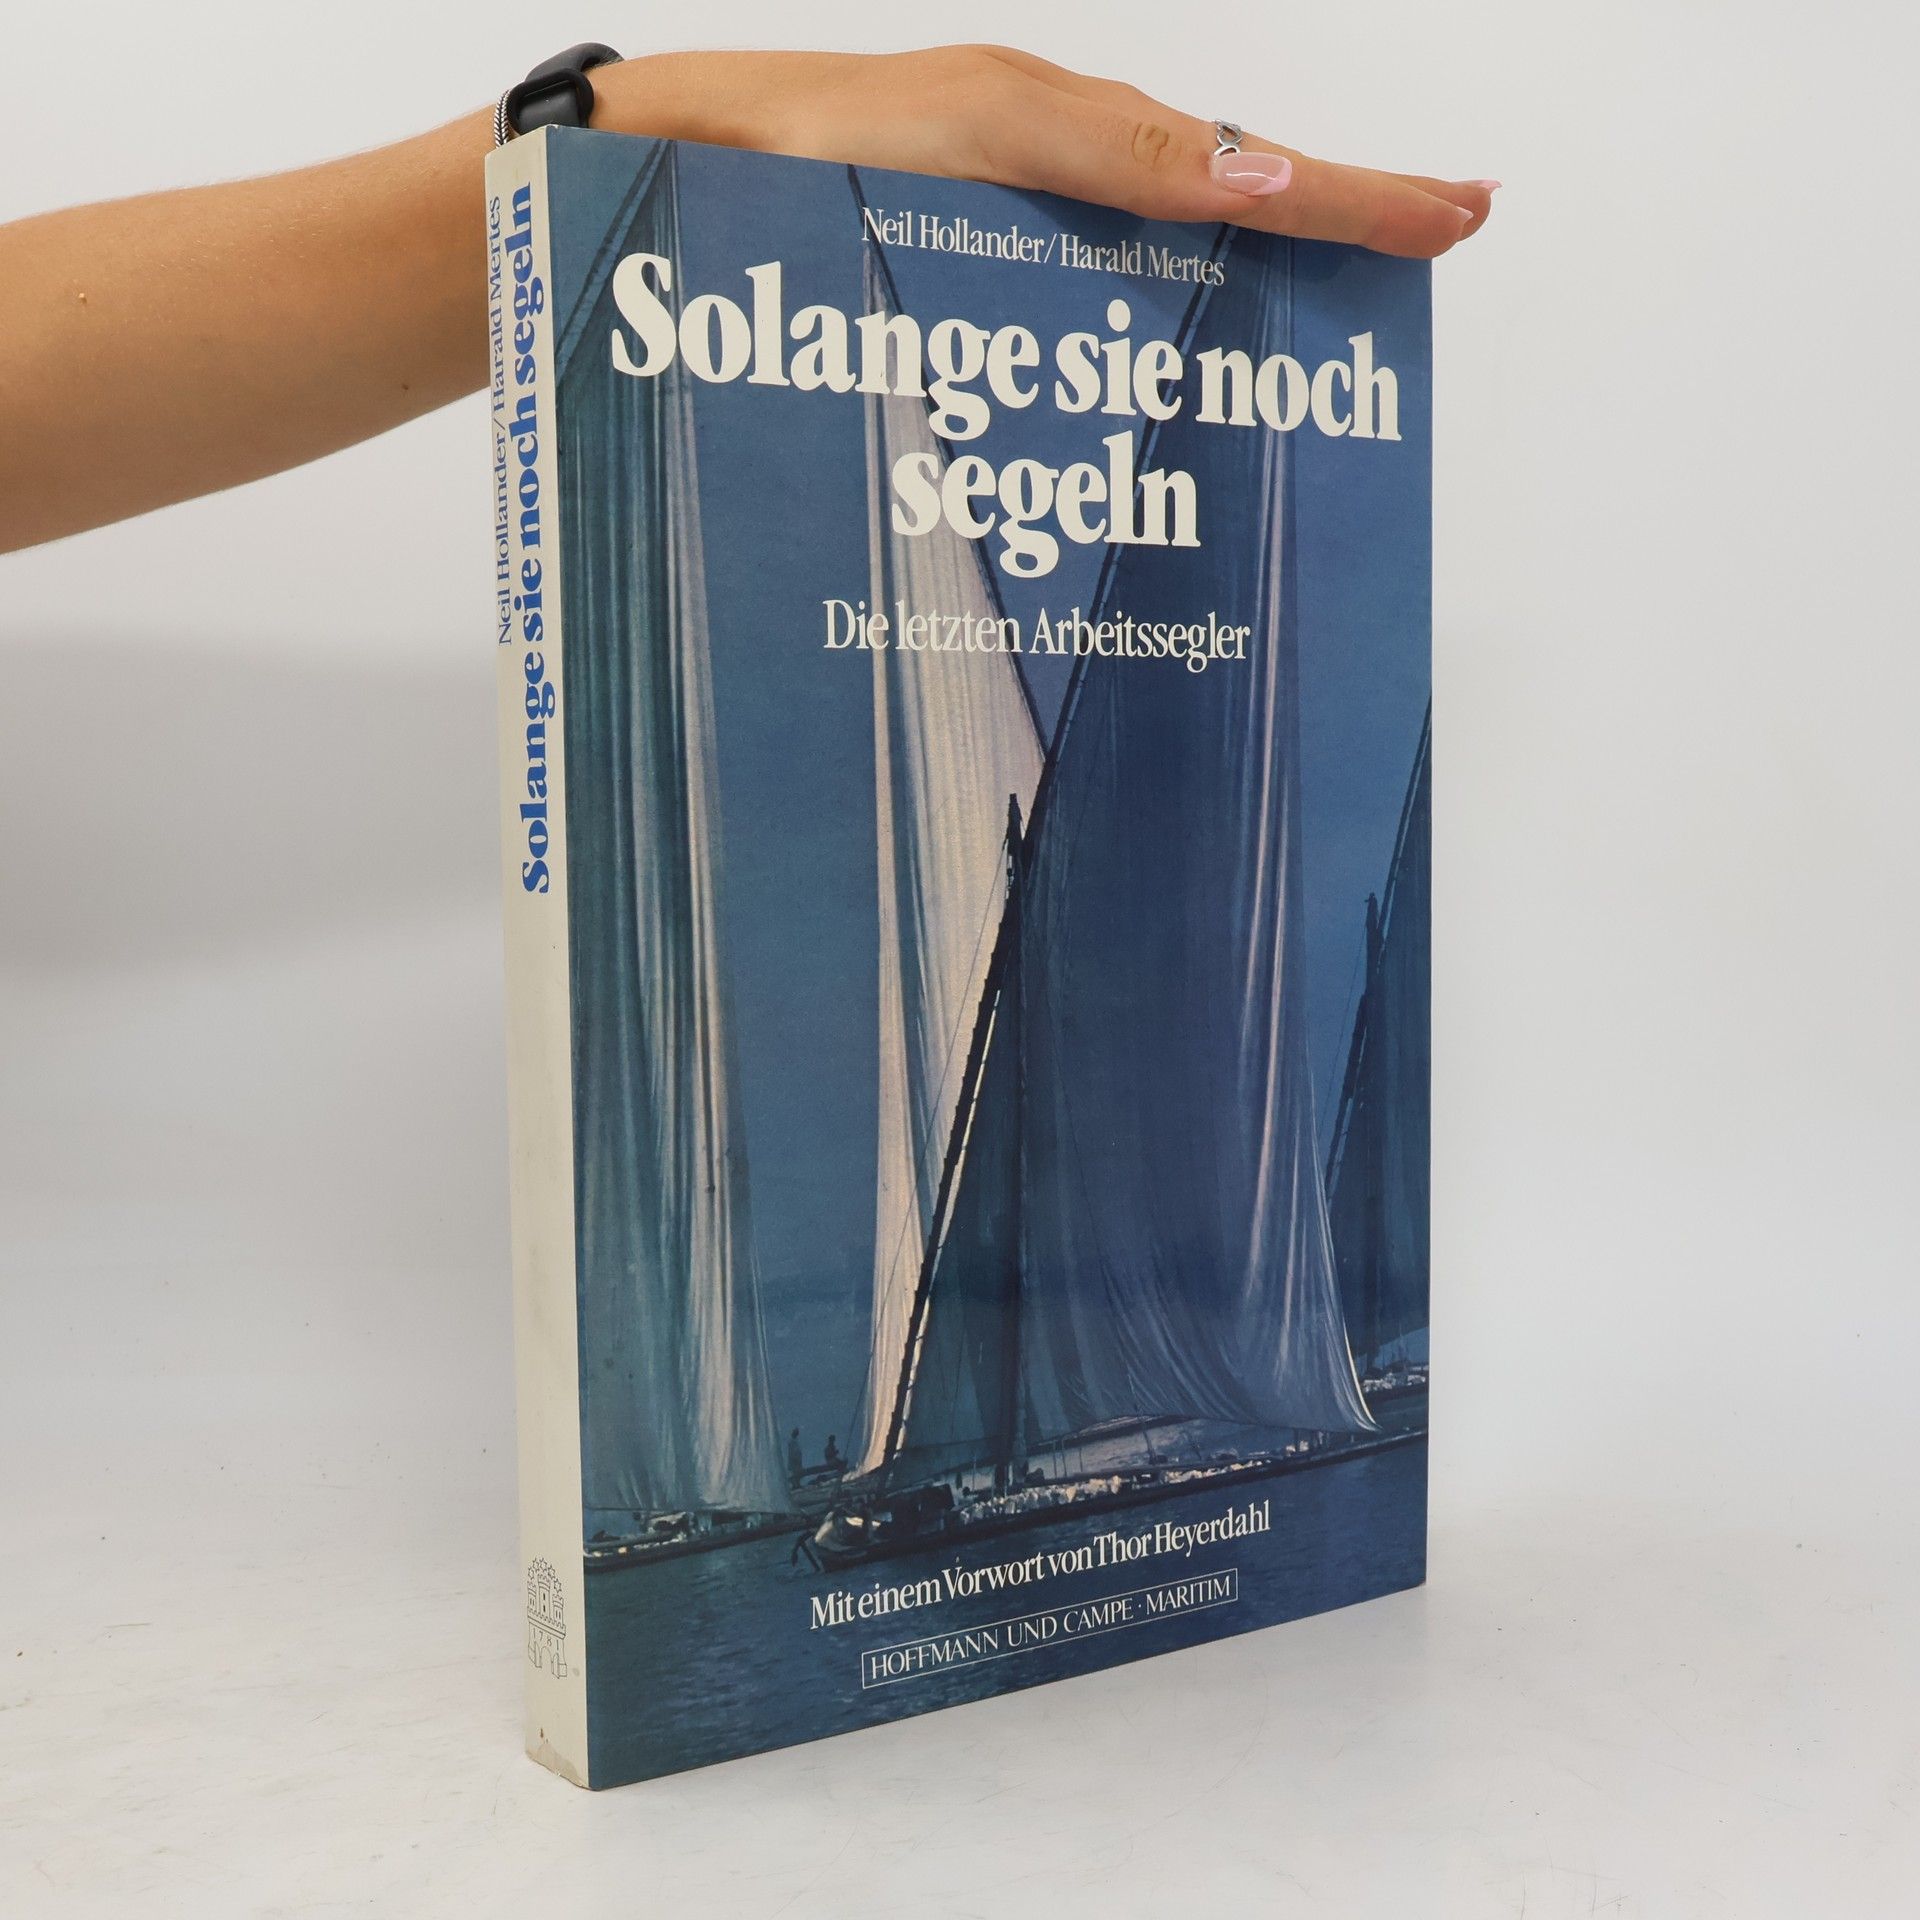 Neil Hollander/Harald Mertes
Solange sie noch
segeln
Die letzten Arbeitssegler
Mit einem Vorwort von Thor Heyerdahl
HOFFMANN UND CAMPE · MARITIM
Neil Hollander/Harald Mertes
Solange sie noch segeln
1781